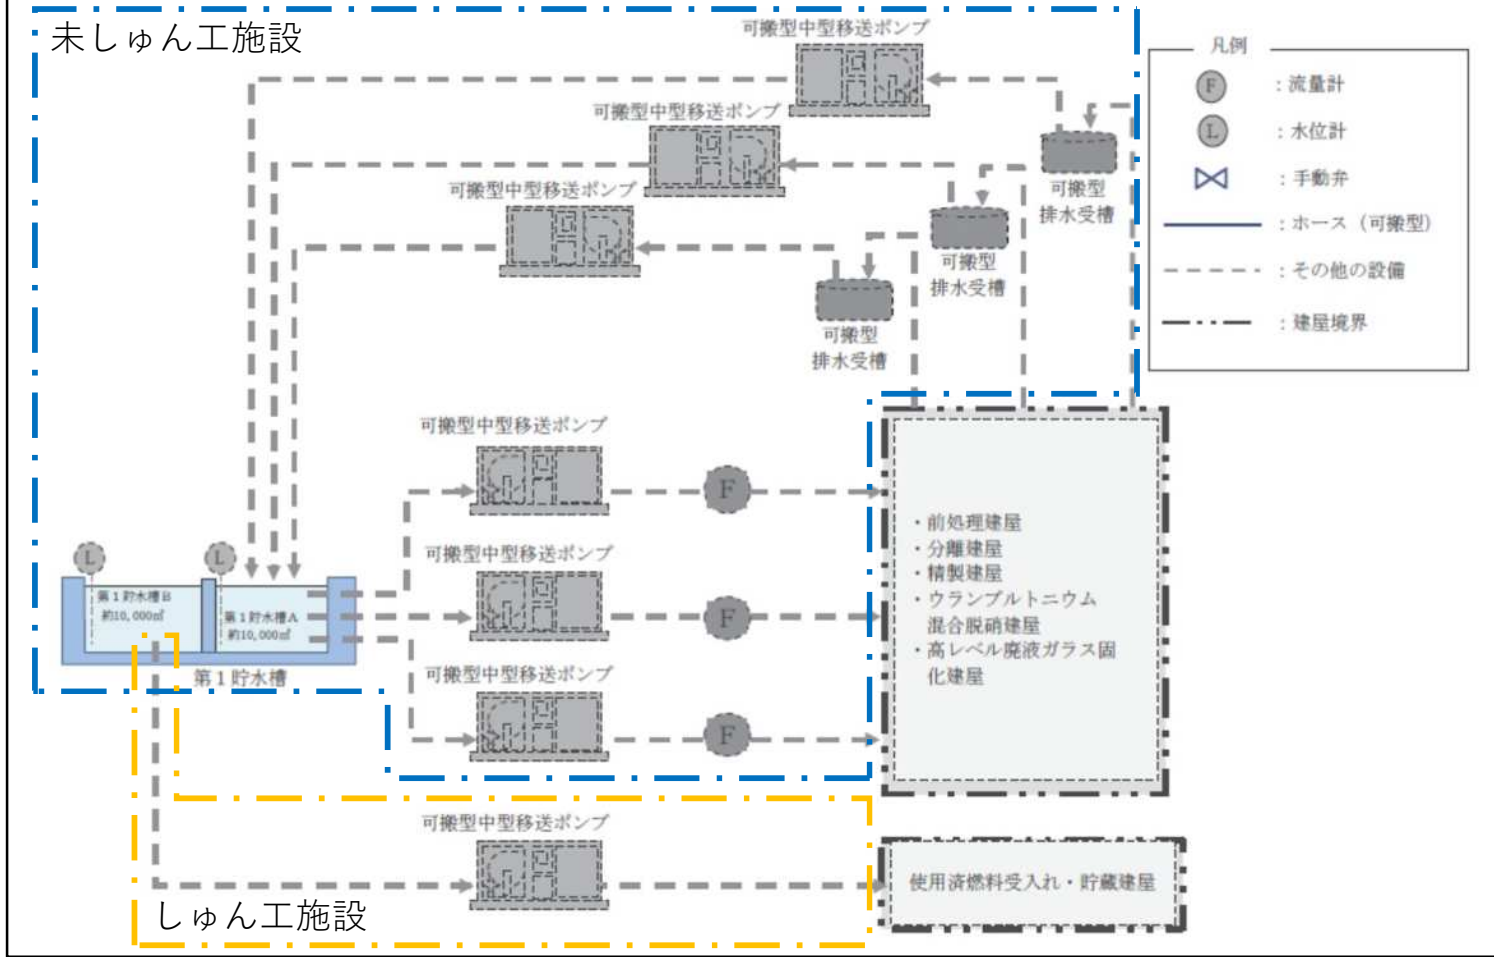 未しゅん工施設
可搬型中型移送ポンプ
可搬型中型移送ポンプ
可搬型中型移送ポンプ
可搬型
排水受槽
可搬型
排水受槽
可搬型
排水受槽
凡例
F
：流量計
L
：水位計
：手動弁
：ホース（可搬型）
：その他の設備
：建屋境界
可搬型中型移送ポンプ
F
可搬型中型移送ポンプ
F
可搬型中型移送ポンプ
F
L
L
第1貯水槽B
約10,000㎥
第1貯水槽A
約10,000㎥
第1貯水槽
・前処理建屋
・分離建屋
・精製建屋
・ウランプルトニウム
混合脱硝建屋
・高レベル廃液ガラス固
化建屋
可搬型中型移送ポンプ
使用済燃料受入れ・貯蔵建屋
しゅん工施設